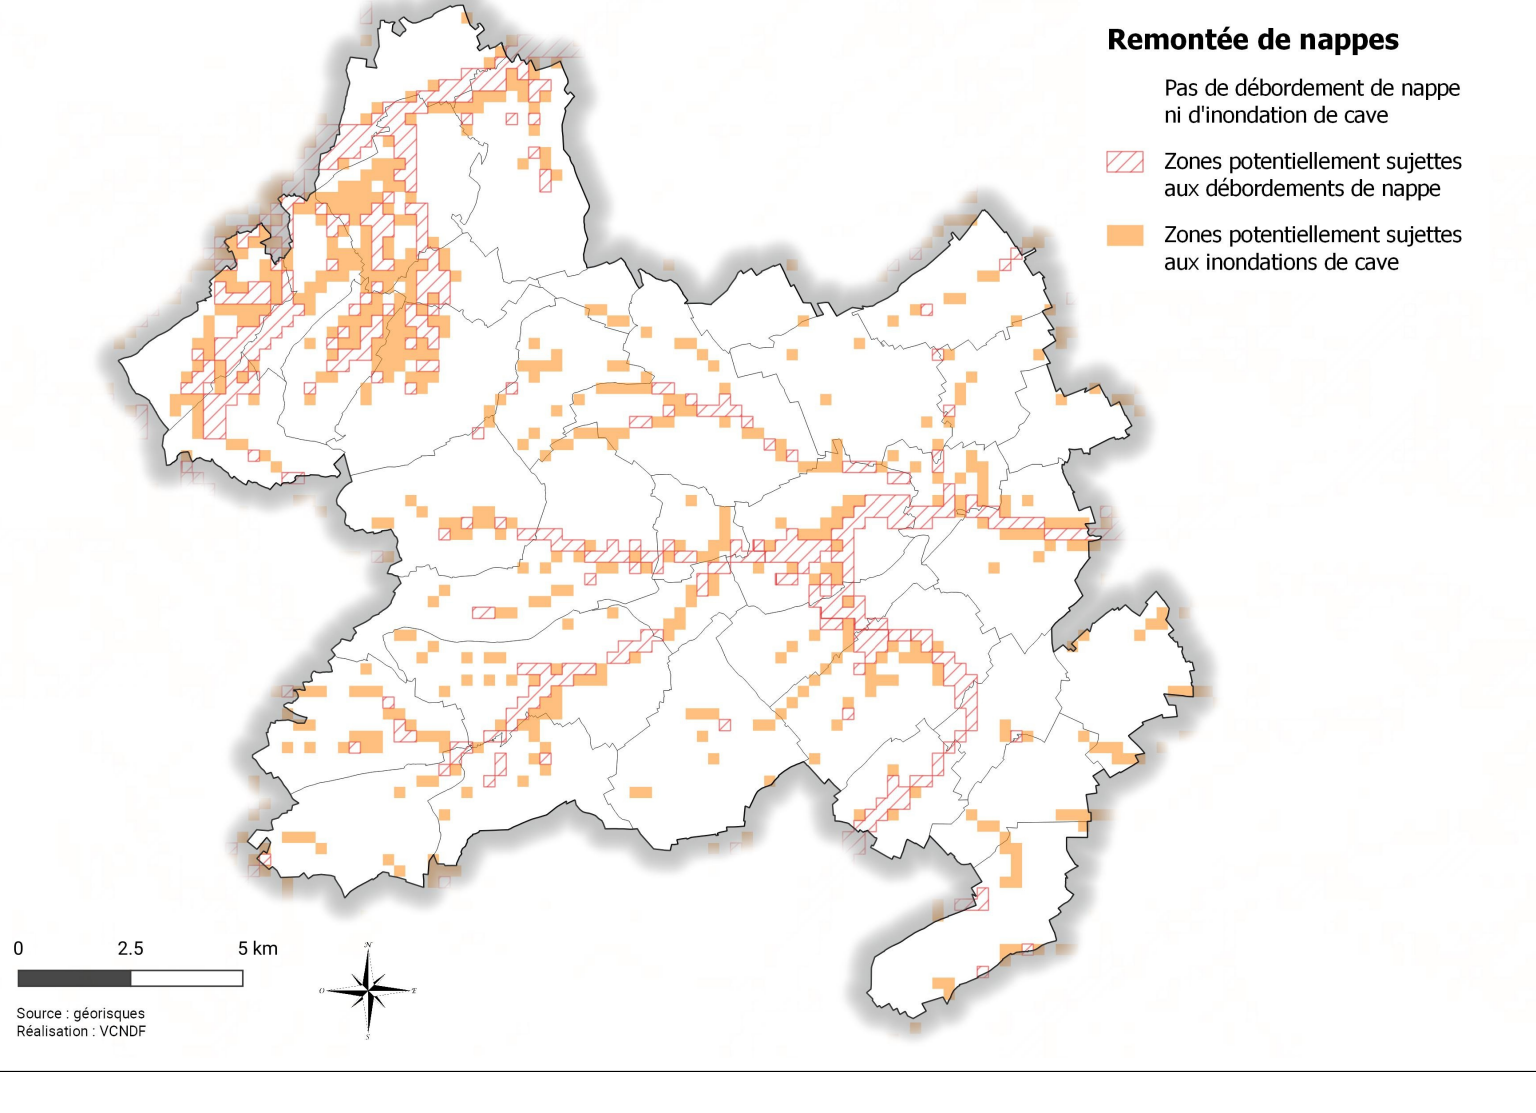 Remontée de nappes
Pas de débordement de nappe
ni d'inondation de cave
Zones potentiellement sujettes
aux débordements de nappe
Zones potentiellement sujettes
aux inondations de cave
0 2.5 5 km
N
O E
S
Source : géorisques
Réalisation : VCNDF